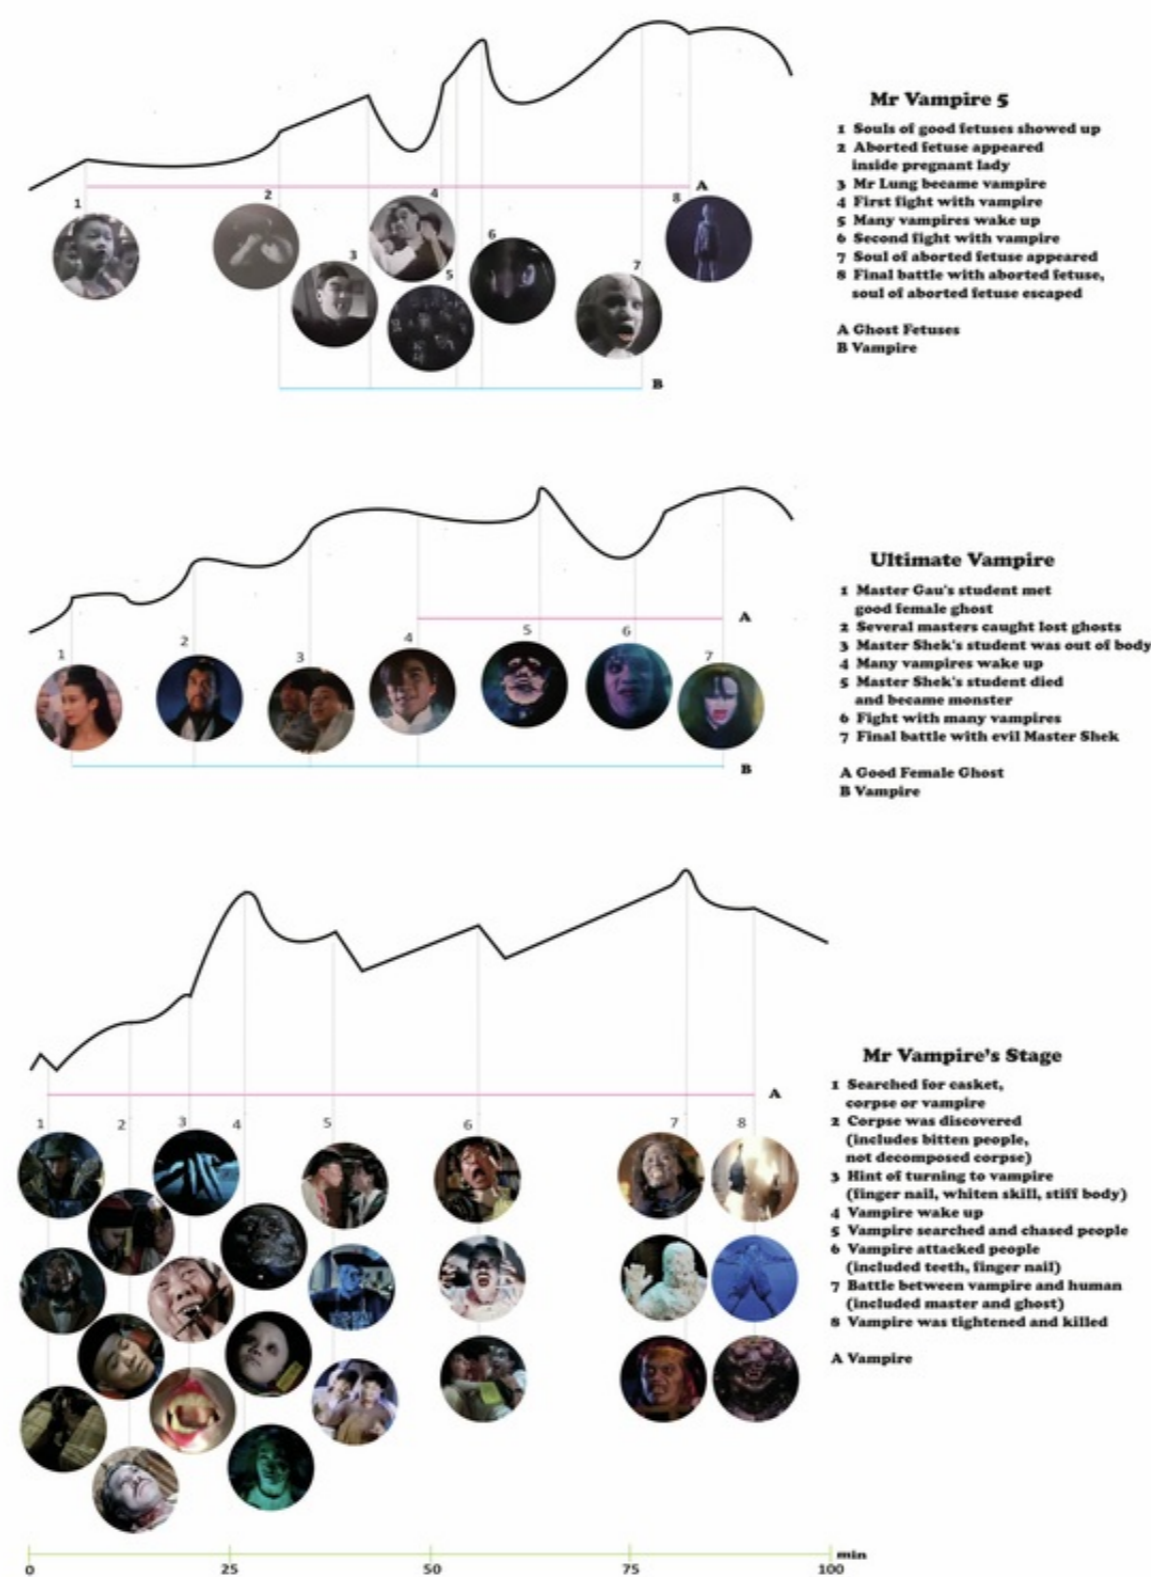 Mr Vampire 5
1 Souls of good fetuses showed up
2 Aborted fetuse appeared
inside pregnant lady
3 Mr Lung became vampire
4 First fight with vampire
5 Many vampires wake up
6 Second fight with vampire
7 Soul of aborted fetuse appeared
8 Final battle with aborted fetuse,
soul of aborted fetuse escaped
A Ghost Fetuses
B Vampire
A
1
2
3
4
5
6
7
8
B
Ultimate Vampire
1 Master Gau's student met
good female ghost
2 Several masters caught lost ghosts
3 Master Shek's student was out of body
4 Many vampires wake up
5 Master Shek's student died
and became monster
6 Fight with many vampires
7 Final battle with evil Master Shek
A Good Female Ghost
B Vampire
A
1
2
3
4
5
6
7
B
Mr Vampire's Stage
1 Searched for casket,
corpse or vampire
2 Corpse was discovered
(includes bitten people,
not decomposed corpse)
3 Hint of turning to vampire
(finger nail, whiten skill, stiff body)
4 Vampire wake up
5 Vampire searched and chased people
6 Vampire attacked people
(included teeth, finger nail)
7 Battle between vampire and human
(included master and ghost)
8 Vampire was tightened and killed
A Vampire
A
1 2 3 4 5 6 7 8
0 25 50 75 100 min